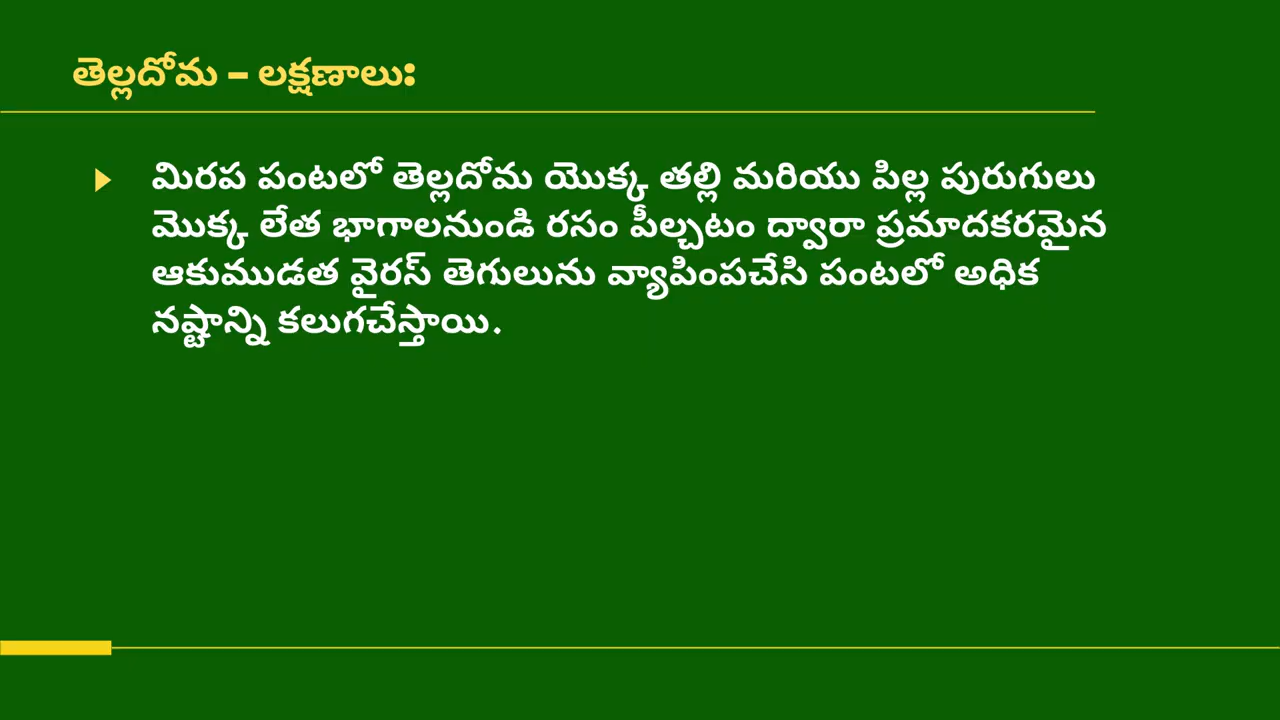 తెల్లదోమ – లక్షణాలుః
మిరప పంటలో తెల్లదోమ యొక్క తల్లి మరియు పిల్ల పురుగులు
మొక్క లేత భాగాలనుండి రసం పీల్చటం ద్వారా ప్రమాదకరమైన
ఆకుముడత వైరస్ తెగులును వ్యాపింపచేసి పంటలో అధిక
నష్టాన్ని కలుగచేస్తాయి.